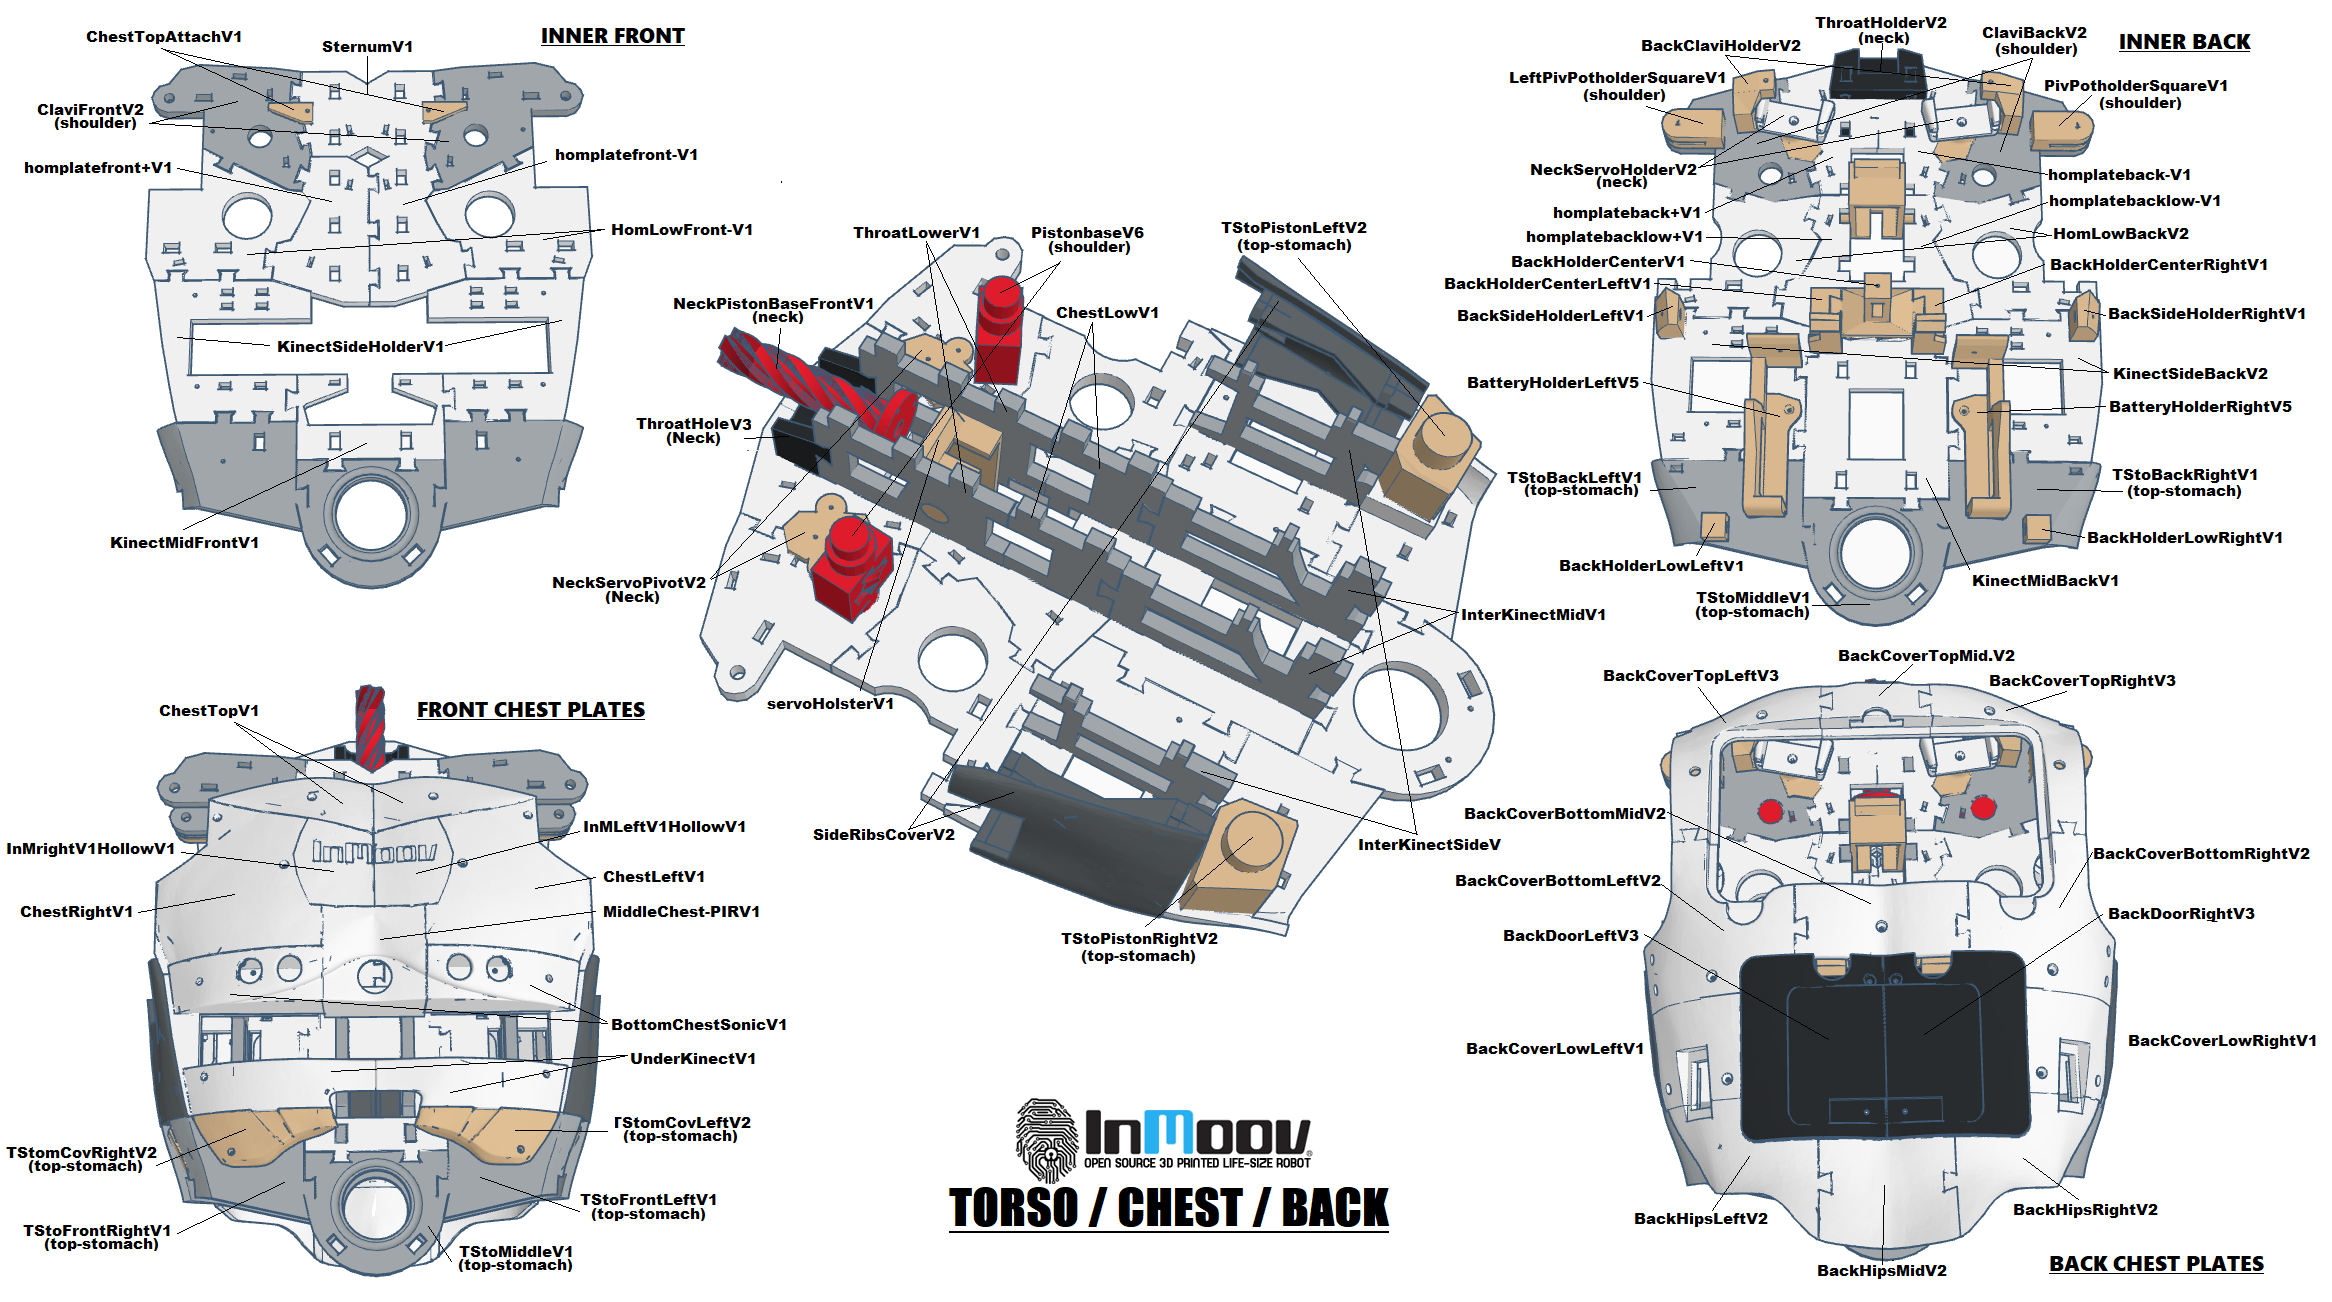 INNER FRONT
ChestTopAttachV1
SternumV1
ClaviFrontV2
(shoulder)
homplatefront+V1
homplatefront-V1
HomLowFront-V1
KinectSideHolderV1
KinectMidFrontV1
INNER BACK
ThroatHolderV2
(neck)
BackClaviHolderV2
ClaviBackV2
(shoulder)
LeftPivPotholderSquareV1
(shoulder)
PivPotholderSquareV1
(shoulder)
NeckServoHolderV2
(neck)
homplateback-V1
homplateback+V1
homplatebacklow-V1
homplatebacklow+V1
HomLowBackV2
BackHolderCenterV1
BackHolderCenterRightV1
BackHolderCenterLeftV1
BackSideHolderLeftV1
BackSideHolderRightV1
KinectSideBackV2
BatteryHolderLeftV5
BatteryHolderRightV5
TStoBackLeftV1
(top-stomach)
TStoBackRightV1
(top-stomach)
BackHolderLowRightV1
BackHolderLowLeftV1
KinectMidBackV1
TStoMiddleV1
(top-stomach)
ThroatLowerV1
PistonbaseV6
(shoulder)
TStoPistonLeftV2
(top-stomach)
NeckPistonBaseFrontV1
(neck)
ChestLowV1
ThroatHoleV3
(Neck)
NeckServoPivotV2
(Neck)
InterKinectMidV1
servoHolsterV1
SideRibsCoverV2
InterKinectSideV
TStoPistonRightV2
(top-stomach)
FRONT CHEST PLATES
ChestTopV1
InMoov
InMLeftV1HollowV1
InMrightV1HollowV1
ChestLeftV1
ChestRightV1
MiddleChest-PIRV1
BottomChestSonicV1
UnderKinectV1
TStomCovLeftV2
(top-stomach)
TStomCovRightV2
(top-stomach)
TStoFrontLeftV1
(top-stomach)
TStoFrontRightV1
(top-stomach)
TStoMiddleV1
(top-stomach)
BackCoverTopMid.V2
BackCoverTopLeftV3
BackCoverTopRightV3
BackCoverBottomMidV2
BackCoverBottomRightV2
BackCoverBottomLeftV2
BackDoorRightV3
BackDoorLeftV3
BackCoverLowLeftV1
BackCoverLowRightV1
BackHipsLeftV2
BackHipsRightV2
BackHipsMidV2
BACK CHEST PLATES
InMoov®
OPEN SOURCE 3D PRINTED LIFE-SIZE ROBOT
TORSO / CHEST / BACK